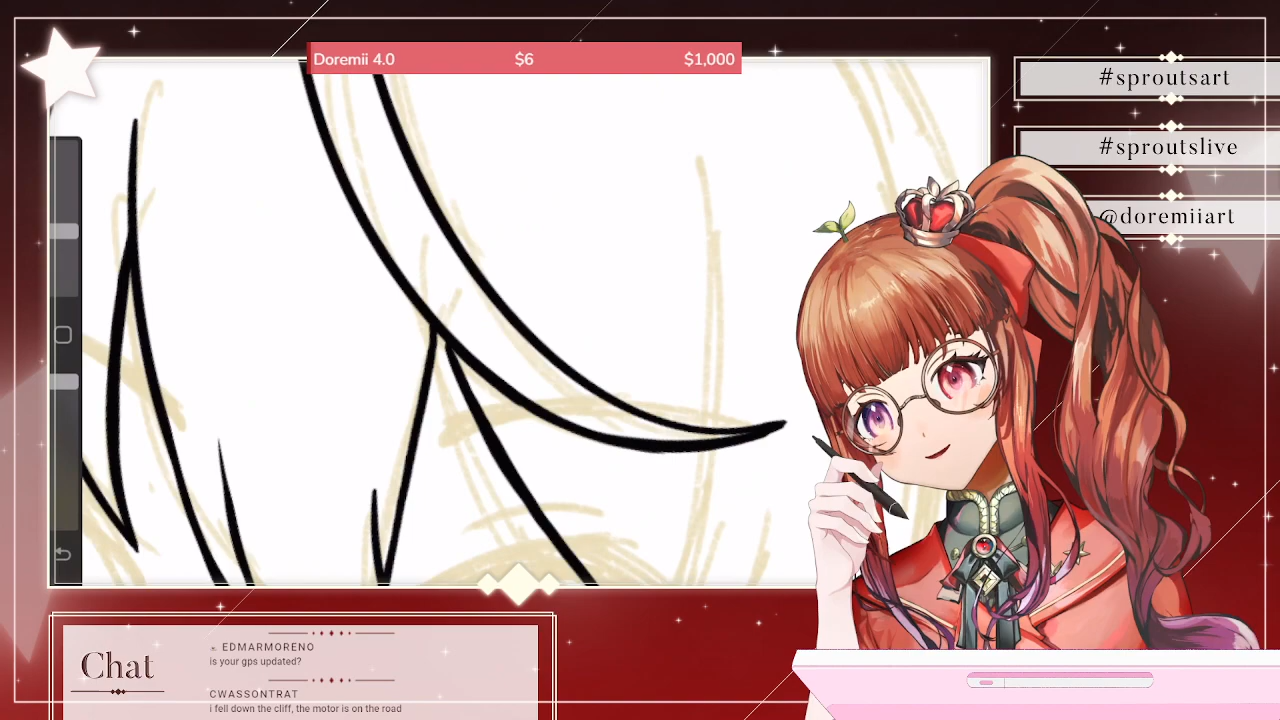 Doremii 4.0 $6 $1,000
#sproutsart
#sproutslive
@doremiiart
Chat
EDMARMORENO
is your gps updated?
CWASSONTRAT
i fell down the cliff, the motor is on the road